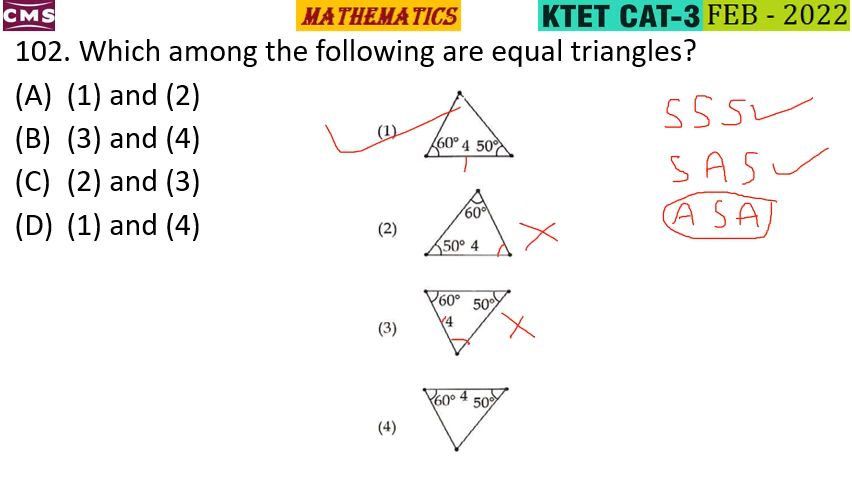 CMS MATHEMATICS KTET CAT-3 FEB - 2022
102. Which among the following are equal triangles?
(A) (1) and (2)
(B) (3) and (4)
(C) (2) and (3)
(D) (1) and (4)
(1)
60° 4 50°
(2)
60°
50° 4
(3)
60° 50°
4
(4)
60° 4 50°
SSS
SAS
ASA